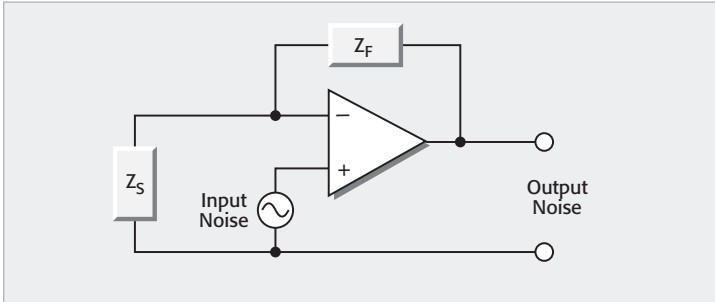 Z_F
−
Z_S
+
Input
Noise
Output
Noise